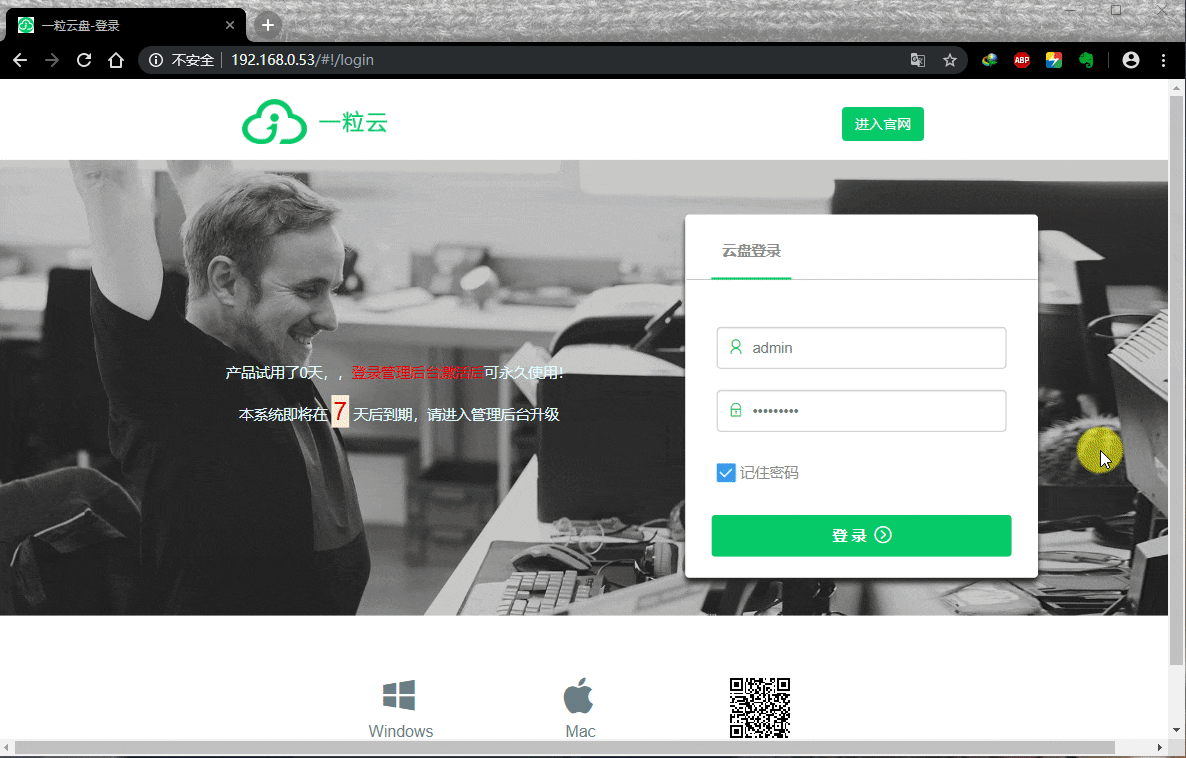 一粒云盘-登录
不安全 192.168.0.53/#!/login
ABP
一粒云
进入官网
云盘登录
admin
产品试用了0天，，登录管理后台激活后可永久使用!
•••••••••
本系统即将在 7 天后到期，请进入管理后台升级
记住密码
登 录
Windows
Mac